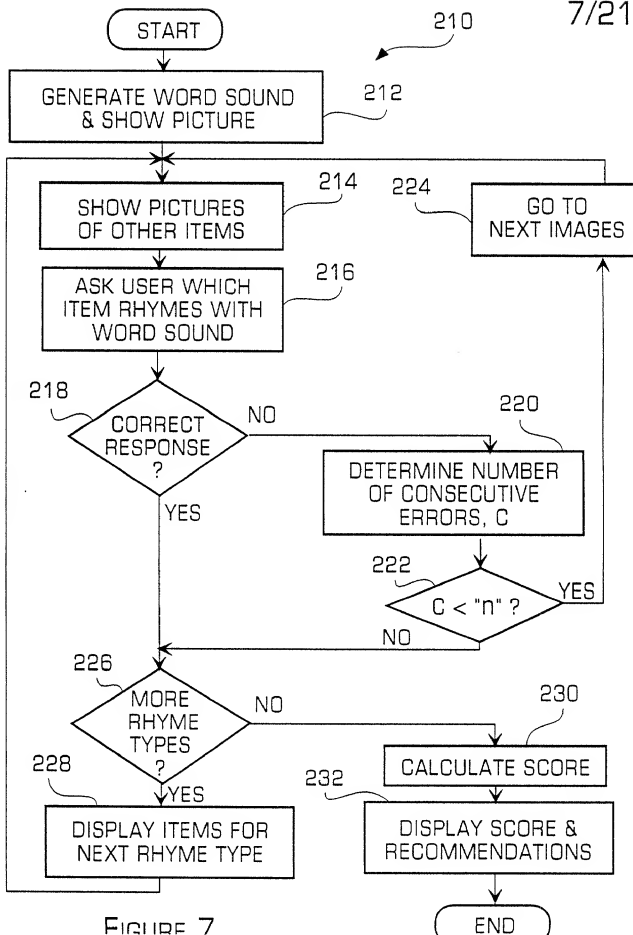 7/21
START
210
GENERATE WORD SOUND
& SHOW PICTURE
212
214
SHOW PICTURES
OF OTHER ITEMS
224
GO TO
NEXT IMAGES
216
ASK USER WHICH
ITEM RHYMES WITH
WORD SOUND
218
CORRECT
RESPONSE
?
NO
YES
220
DETERMINE NUMBER
OF CONSECUTIVE
ERRORS, C
222
C < "n" ?
YES
NO
226
MORE
RHYME
TYPES
?
NO
YES
228
DISPLAY ITEMS FOR
NEXT RHYME TYPE
230
CALCULATE SCORE
232
DISPLAY SCORE &
RECOMMENDATIONS
END
FIGURE 7